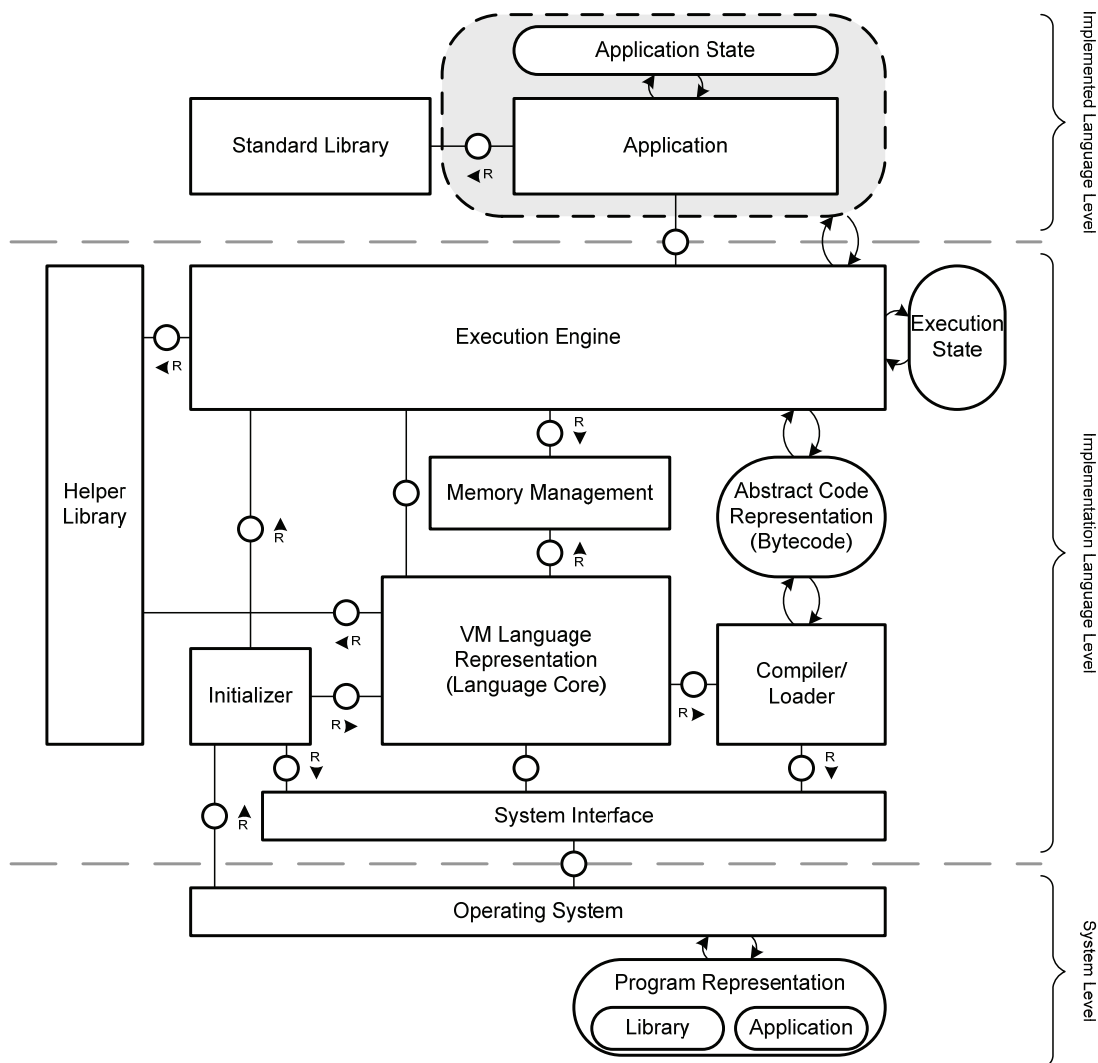 Application State
Standard Library
Application
R
Implemented Language Level
Execution Engine
Execution
State
R
R
Helper
Library
Memory Management
Abstract Code
Representation
(Bytecode)
R
R
VM Language
Representation
(Language Core)
R
Initializer
Compiler/
Loader
R
R
Implementation Language Level
R
R
System Interface
R
Operating System
Program Representation
Library
Application
System Level